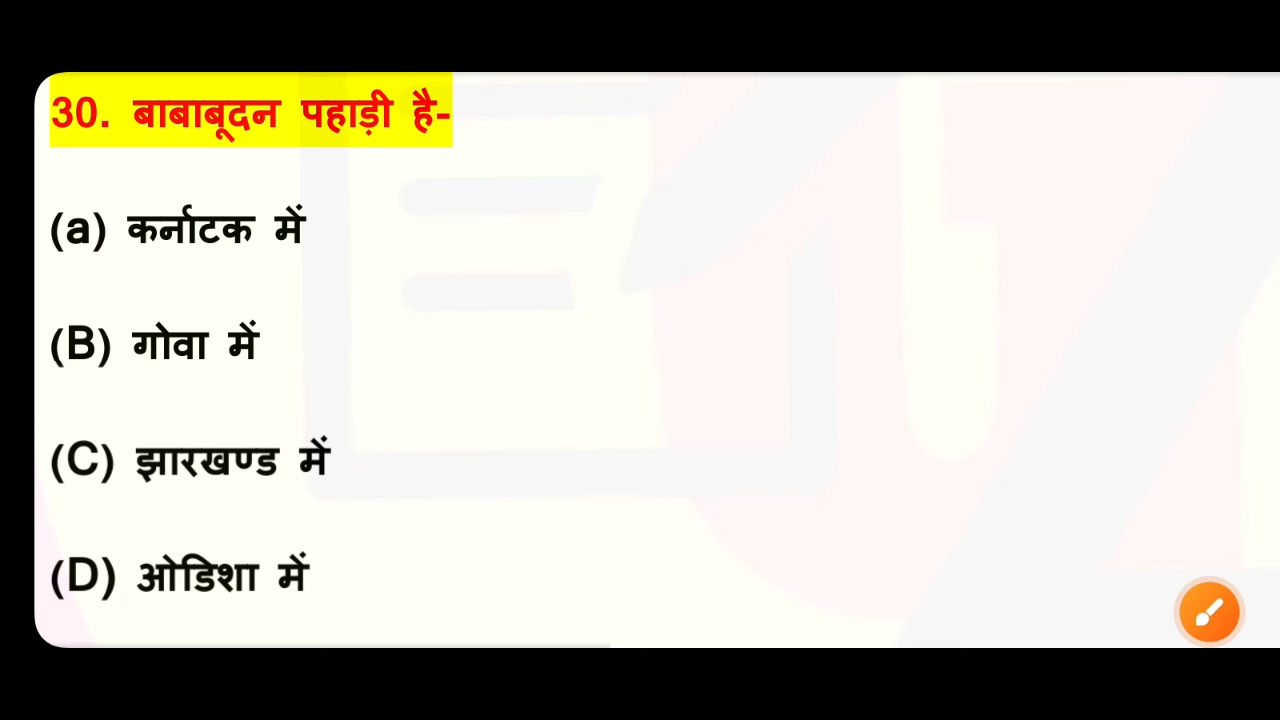 30. बाबाबूदन पहाड़ी है-
(a) कर्नाटक में
(B) गोवा में
(C) झारखण्ड में
(D) ओडिशा में